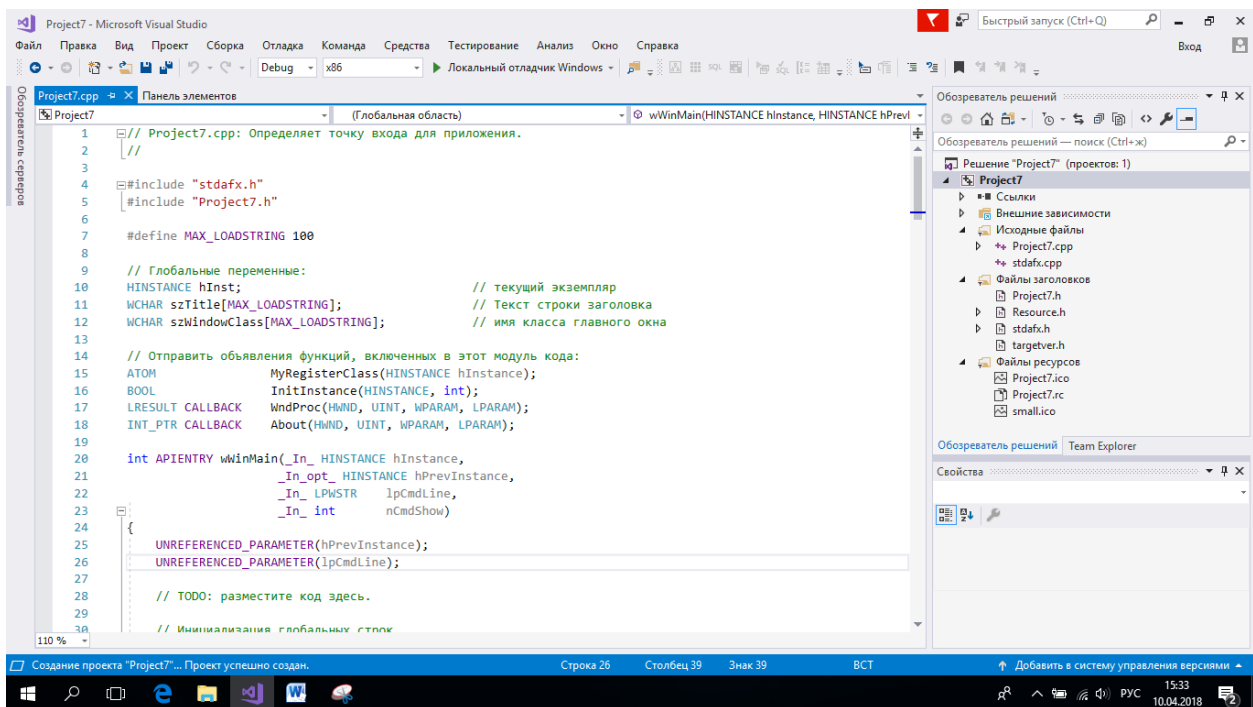 Project7 - Microsoft Visual Studio
Быстрый запуск (Ctrl+Q)
Файл Правка Вид Проект Сборка Отладка Команда Средства Тестирование Анализ Окно Справка
Вход
Debug x86 Локальный отладчик Windows
Обозреватель серверов
Project7.cpp Панель элементов
Project7 (Глобальная область) wWinMain(HINSTANCE hInstance, HINSTANCE hPrevI
1 // Project7.cpp: Определяет точку входа для приложения.
2 //
3
4 #include "stdafx.h"
5 #include "Project7.h"
6
7 #define MAX_LOADSTRING 100
8
9 // Глобальные переменные:
10 HINSTANCE hInst; // текущий экземпляр
11 WCHAR szTitle[MAX_LOADSTRING]; // Текст строки заголовка
12 WCHAR szWindowClass[MAX_LOADSTRING]; // имя класса главного окна
13
14 // Отправить объявления функций, включенных в этот модуль кода:
15 ATOM MyRegisterClass(HINSTANCE hInstance);
16 BOOL InitInstance(HINSTANCE, int);
17 LRESULT CALLBACK WndProc(HWND, UINT, WPARAM, LPARAM);
18 INT_PTR CALLBACK About(HWND, UINT, WPARAM, LPARAM);
19
20 int APIENTRY wWinMain(_In_ HINSTANCE hInstance,
21 _In_opt_ HINSTANCE hPrevInstance,
22 _In_ LPWSTR lpCmdLine,
23 _In_ int nCmdShow)
24 {
25 UNREFERENCED_PARAMETER(hPrevInstance);
26 UNREFERENCED_PARAMETER(lpCmdLine);
27
28 // TODO: разместите код здесь.
29
30 // Инициализация глобальных строк
110 %
Обозреватель решений
Обозреватель решений — поиск (Ctrl+ж)
Решение "Project7" (проектов: 1)
Project7
Ссылки
Внешние зависимости
Исходные файлы
Project7.cpp
stdafx.cpp
Файлы заголовков
Project7.h
Resource.h
stdafx.h
targetver.h
Файлы ресурсов
Project7.ico
Project7.rc
small.ico
Обозреватель решений Team Explorer
Свойства
Создание проекта "Project7"... Проект успешно создан. Строка 26 Столбец 39 Знак 39 ВСТ Добавить в систему управления версиями
РУС 15:33
10.04.2018
2